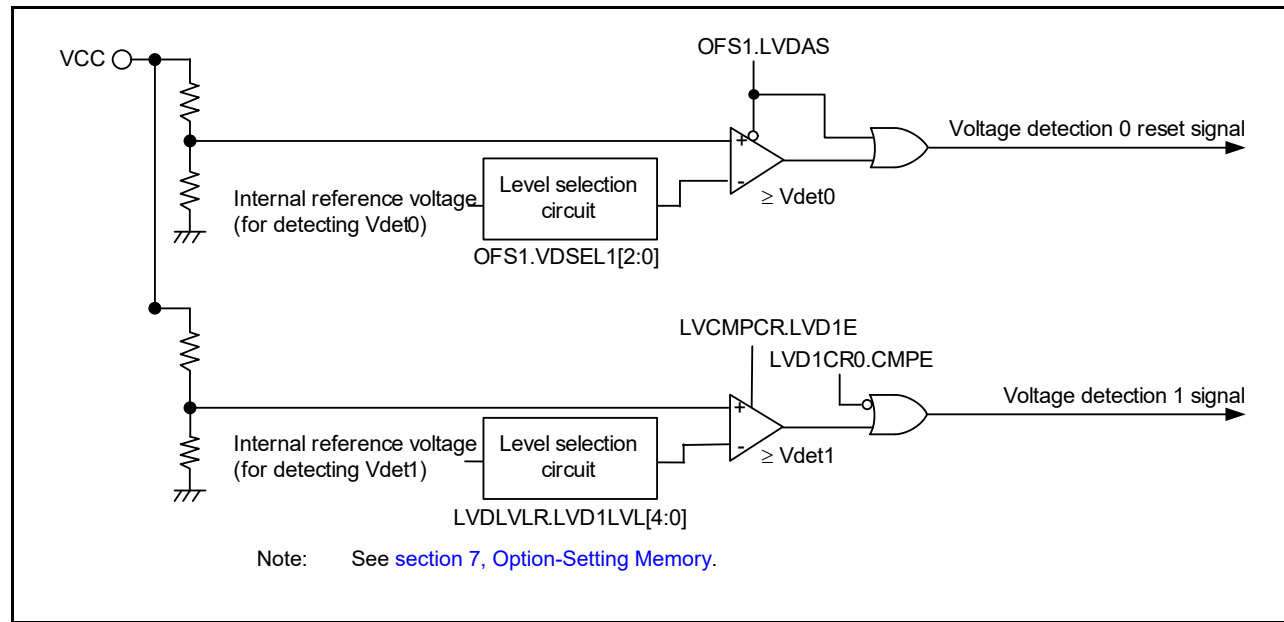 OFS1.LVDAS
VCC
Voltage detection 0 reset signal
+
-
Internal reference voltage
(for detecting Vdet0)
Level selection
circuit
≥ Vdet0
OFS1.VDSEL1[2:0]
LVCMPCR.LVD1E
LVD1CR0.CMPE
Voltage detection 1 signal
+
-
Internal reference voltage
(for detecting Vdet1)
Level selection
circuit
≥ Vdet1
LVDLVLR.LVD1LVL[4:0]
Note: See section 7, Option-Setting Memory.